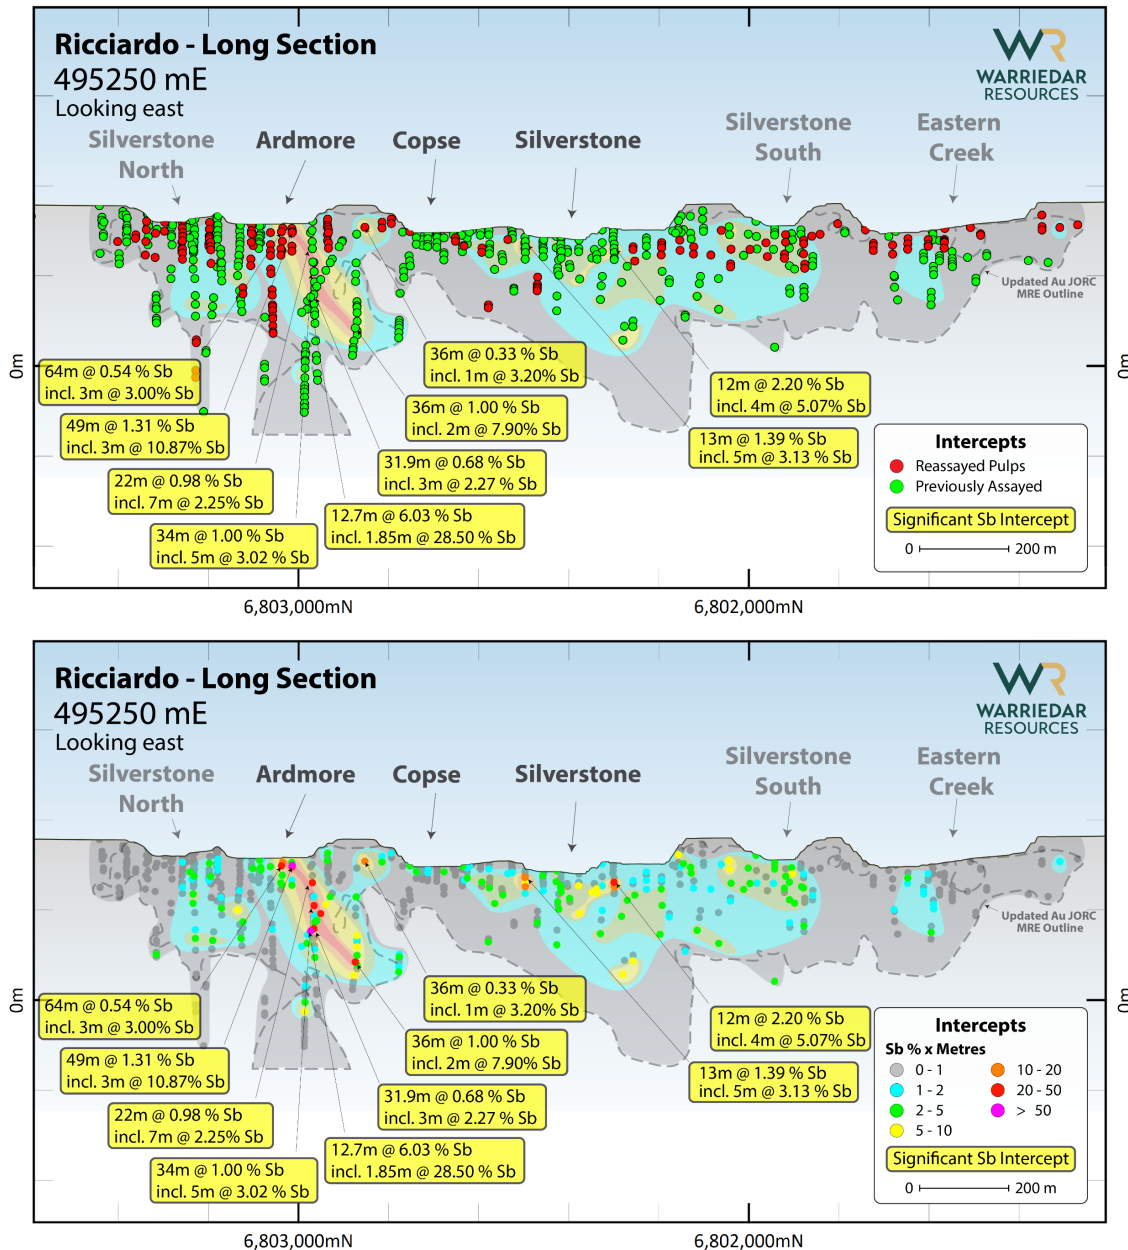 Ricciardo - Long Section
495250 mE
Looking east
WR
WARRIEDAR
RESOURCES
Silverstone
North
Ardmore
Copse
Silverstone
Silverstone
South
Eastern
Creek
Updated Au JORC
MRE Outline
0m
0m
64m @ 0.54 % Sb
incl. 3m @ 3.00% Sb
49m @ 1.31 % Sb
incl. 3m @ 10.87% Sb
22m @ 0.98 % Sb
incl. 7m @ 2.25% Sb
34m @ 1.00 % Sb
incl. 5m @ 3.02 % Sb
12.7m @ 6.03 % Sb
incl. 1.85m @ 28.50 % Sb
31.9m @ 0.68 % Sb
incl. 3m @ 2.27% Sb
36m @ 1.00 % Sb
incl. 2m @ 7.90% Sb
36m @ 0.33 % Sb
incl. 1m @ 3.20% Sb
12m @ 2.20 % Sb
incl. 4m @ 5.07% Sb
13m @ 1.39 % Sb
incl. 5m @ 3.13 % Sb
Intercepts
Reassayed Pulps
Previously Assayed
Significant Sb Intercept
0 200 m
6,803,000mN
6,802,000mN
Ricciardo - Long Section
495250 mE
Looking east
WR
WARRIEDAR
RESOURCES
Silverstone
North
Ardmore
Copse
Silverstone
Silverstone
South
Eastern
Creek
Updated Au JORC
MRE Outline
0m
0m
64m @ 0.54 % Sb
incl. 3m @ 3.00% Sb
49m @ 1.31 % Sb
incl. 3m @ 10.87% Sb
22m @ 0.98 % Sb
incl. 7m @ 2.25% Sb
34m @ 1.00 % Sb
incl. 5m @ 3.02 % Sb
12.7m @ 6.03 % Sb
incl. 1.85m @ 28.50 % Sb
31.9m @ 0.68 % Sb
incl. 3m @ 2.27 % Sb
36m @ 1.00 % Sb
incl. 2m @ 7.90% Sb
36m @ 0.33 % Sb
incl. 1m @ 3.20% Sb
12m @ 2.20 % Sb
incl. 4m @ 5.07% Sb
13m @ 1.39 % Sb
incl. 5m @ 3.13 % Sb
Intercepts
Sb % x Metres
0 - 1
1 - 2
2 - 5
5 - 10
10 - 20
20 - 50
> 50
Significant Sb Intercept
0 200 m
6,803,000mN
6,802,000mN